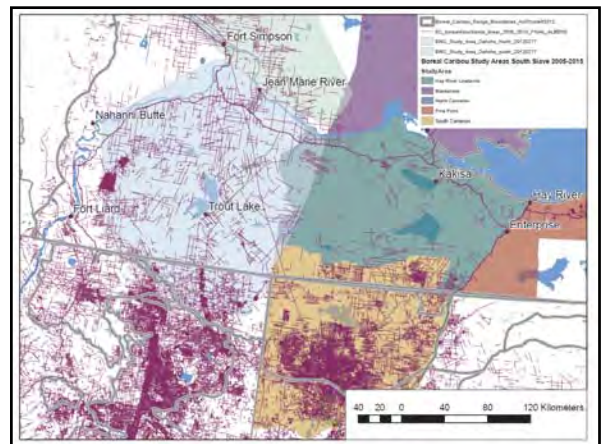 Fort Simpson
Jean Marie River
Nahanni Butte
Kakisa
Hay River
Trout Lake
Fort Liard
Enterprise
Boreal Caribou Study Areas South Slave 2005-2015
StudyArea
Hay River Lowlands
Mackenzie
North Cameron
Pine Point
South Cameron
40 20 0 40 80 120 Kilometers